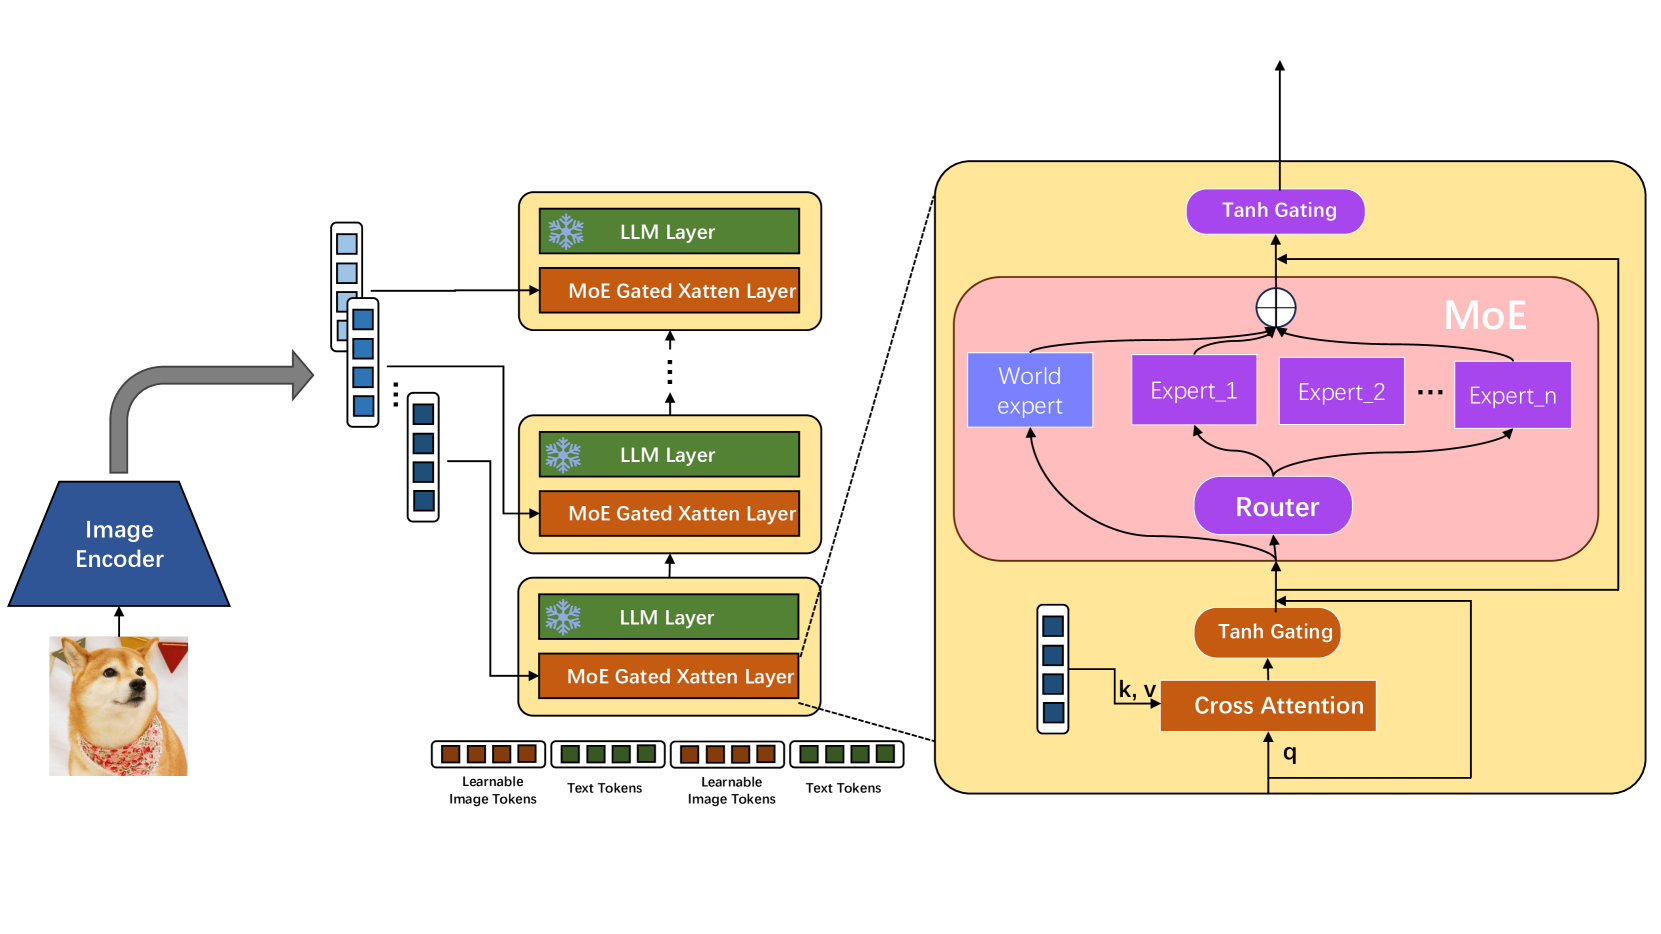 Image
Encoder
LLM Layer
MoE Gated Xatten Layer
...
LLM Layer
MoE Gated Xatten Layer
...
LLM Layer
MoE Gated Xatten Layer
Learnable
Image Tokens
Text Tokens
Learnable
Image Tokens
Text Tokens
Tanh Gating
MoE
World
expert
Expert_1
Expert_2
...
Expert_n
Router
Tanh Gating
k, v
Cross Attention
q